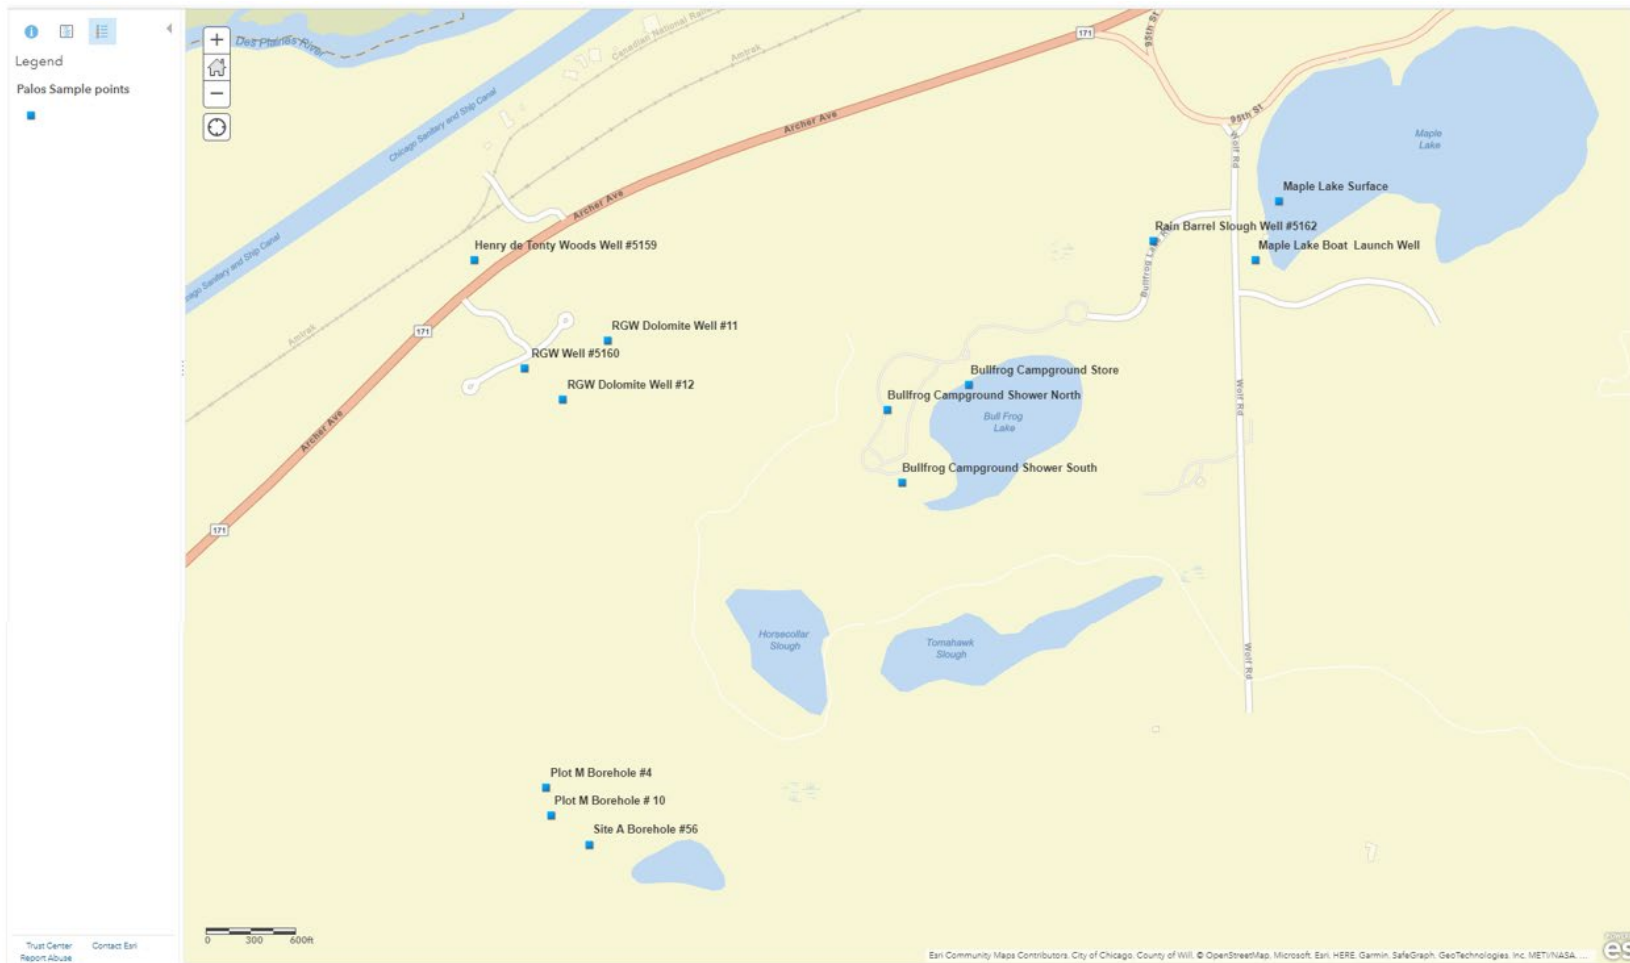 Legend
Palos Sample points
Trust Center
Contact Esri
Report Abuse
Des Plaines River
Canadian National Railw
Amtrak
Chicago Sanitary and Ship Canal
171
95th St
Archer Ave
95th St
Wolf Rd
Maple
Lake
Maple Lake Surface
Archer Ave
Rain Barrel Slough Well #5162
Henry de Tonty Woods Well #5159
Maple Lake Boat Launch Well
Bullfrog Lake
Amtrak
171
RGW Dolomite Well #11
RGW Well #5160
RGW Dolomite Well #12
Bullfrog Campground Store
Bullfrog Campground Shower North
Bull Frog
Lake
Wolf Rd
Archer Ave
Bullfrog Campground Shower South
171
Horsecollar
Slough
Tomahawk
Slough
Wolf Rd
Plot M Borehole #4
Plot M Borehole # 10
Site A Borehole #56
0 300 600ft
Esri Community Maps Contributors, City of Chicago, County of Will, © OpenStreetMap, Microsoft, Esri, HERE, Garmin, SafeGraph, GeoTechnologies, Inc, METI/NASA, ...